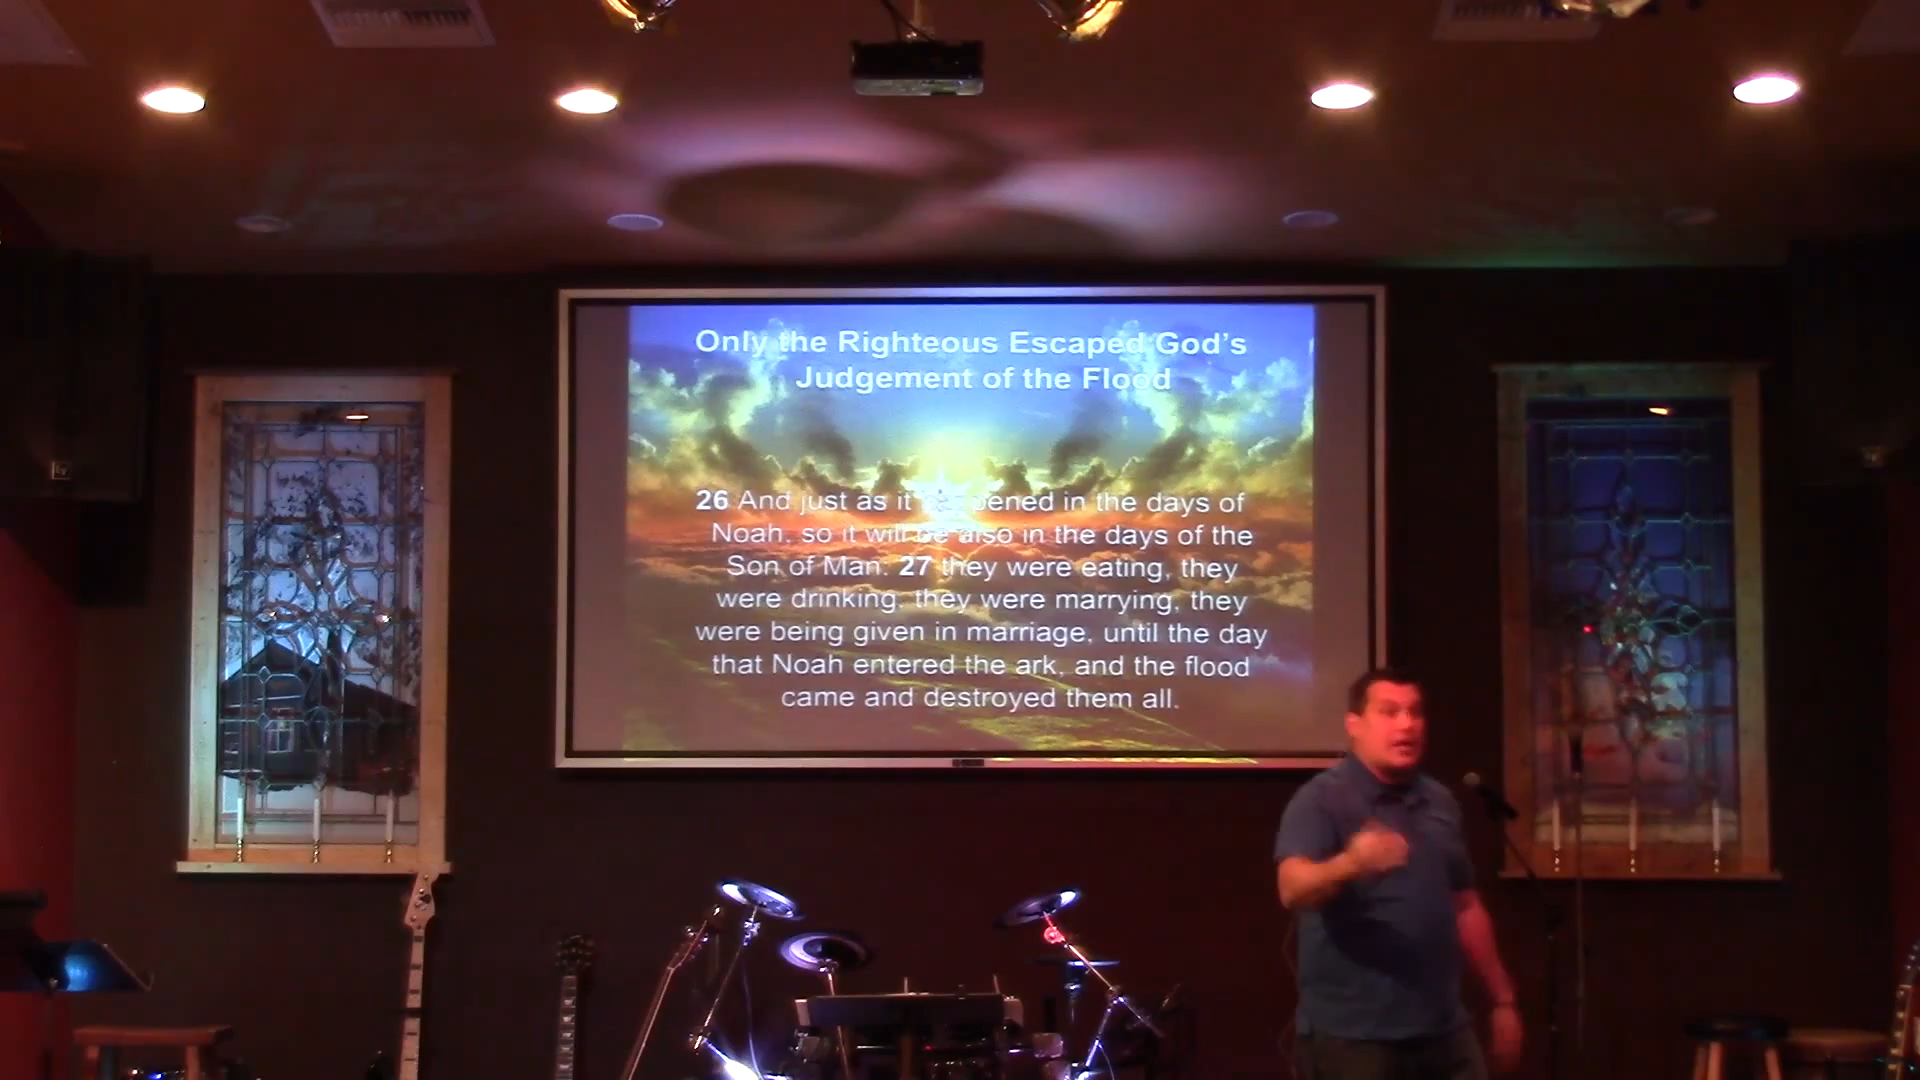 Only the Righteous Escaped God's
Judgement of the Flood
26 And just as it happened in the days of
Noah, so it will be also in the days of the
Son of Man: 27 they were eating, they
were drinking, they were marrying, they
were being given in marriage, until the day
that Noah entered the ark, and the flood
came and destroyed them all.